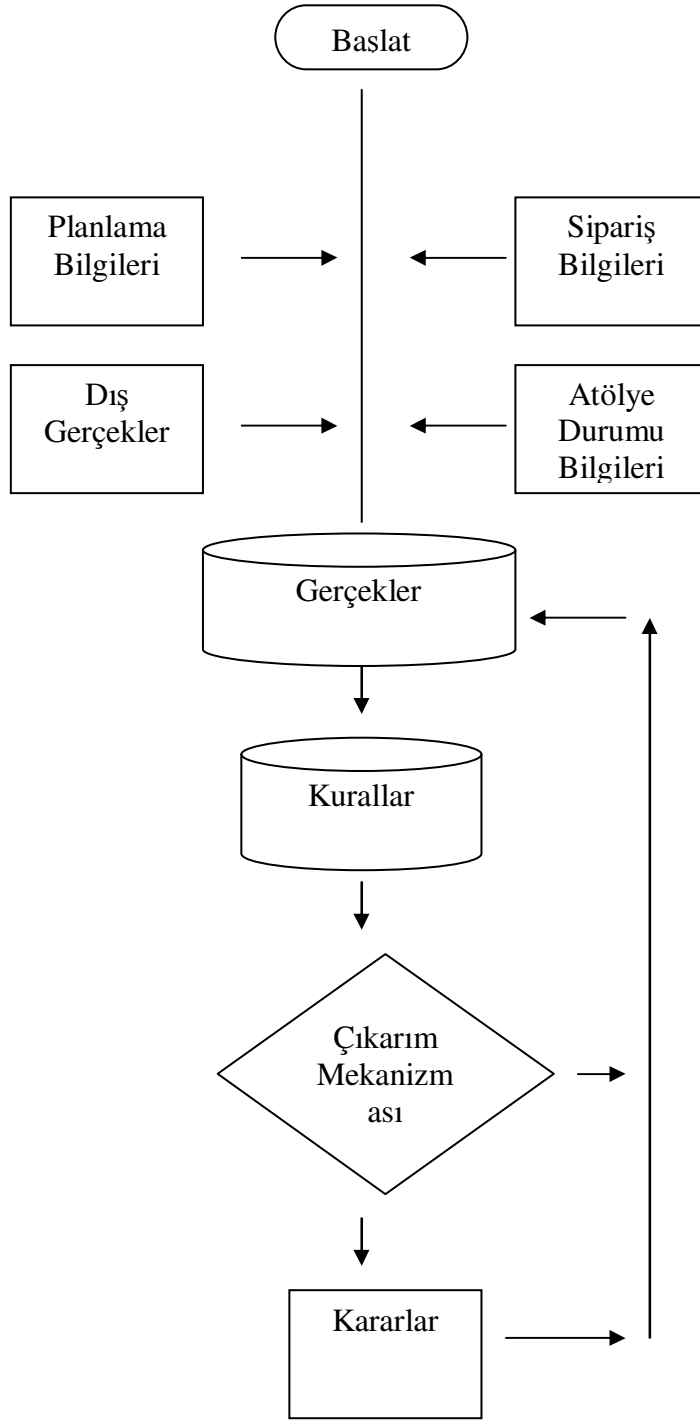 Başlat
Planlama
Bilgileri
Sipariş
Bilgileri
Dış
Gerçekler
Atölye
Durumu
Bilgileri
Gerçekler
Kurallar
Çıkarım
Mekanizm
ası
Kararlar